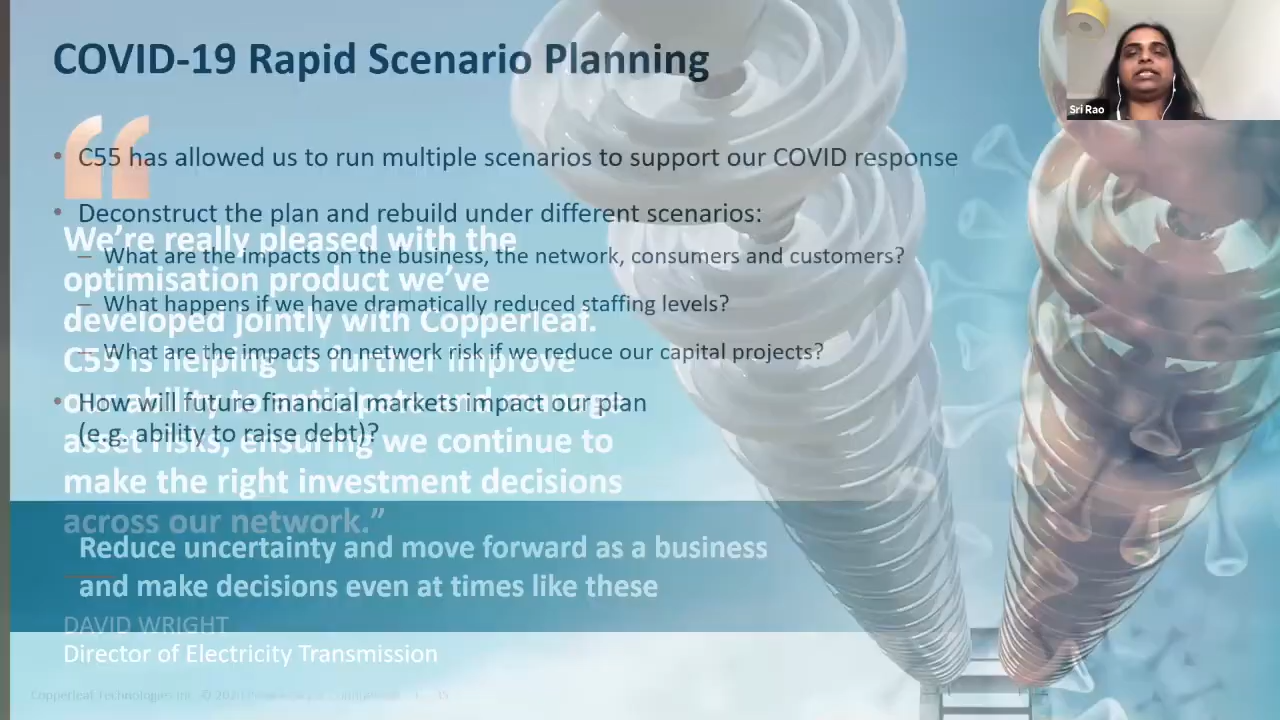 COVID-19 Rapid Scenario Planning
Sri Rao
“
• C55 has allowed us to run multiple scenarios to support our COVID response
• Deconstruct the plan and rebuild under different scenarios:
– What are the impacts on the business, the network, consumers and customers?
– What happens if we have dramatically reduced staffing levels?
– What are the impacts on network risk if we reduce our capital projects?
• How will future financial markets impact our plan
(e.g. ability to raise debt)?
Reduce uncertainty and move forward as a business
and make decisions even at times like these
We’re really pleased with the
optimisation product we’ve
developed jointly with Copperleaf.
C55 is helping us further improve
our ability to
asset risks, ensuring we continue to
make the right investment decisions
across our network.”
DAVID WRIGHT
Director of Electricity Transmission
Copperleaf Technologies Inc. ©